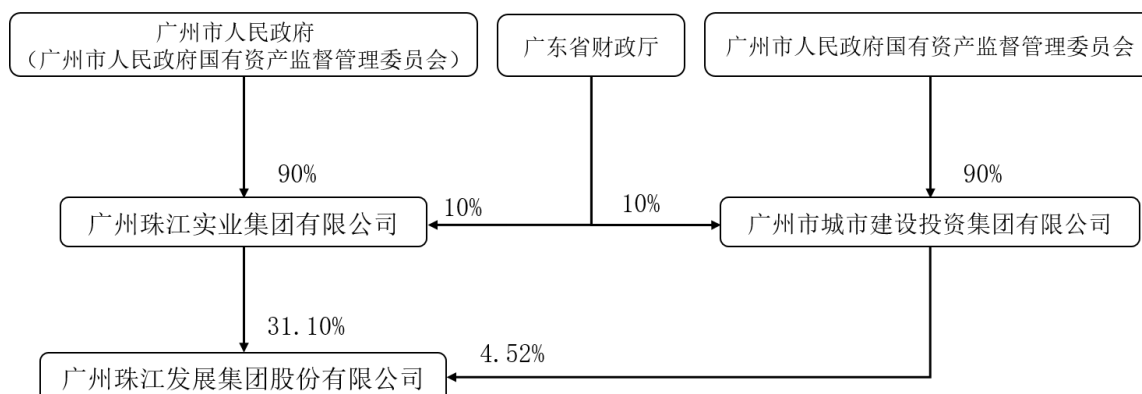 广州市人民政府
（广州市人民政府国有资产监督管理委员会）
广东省财政厅
广州市人民政府国有资产监督管理委员会
90%
90%
10%
10%
广州珠江实业集团有限公司
广州市城市建设投资集团有限公司
31.10%
4.52%
广州珠江发展集团股份有限公司